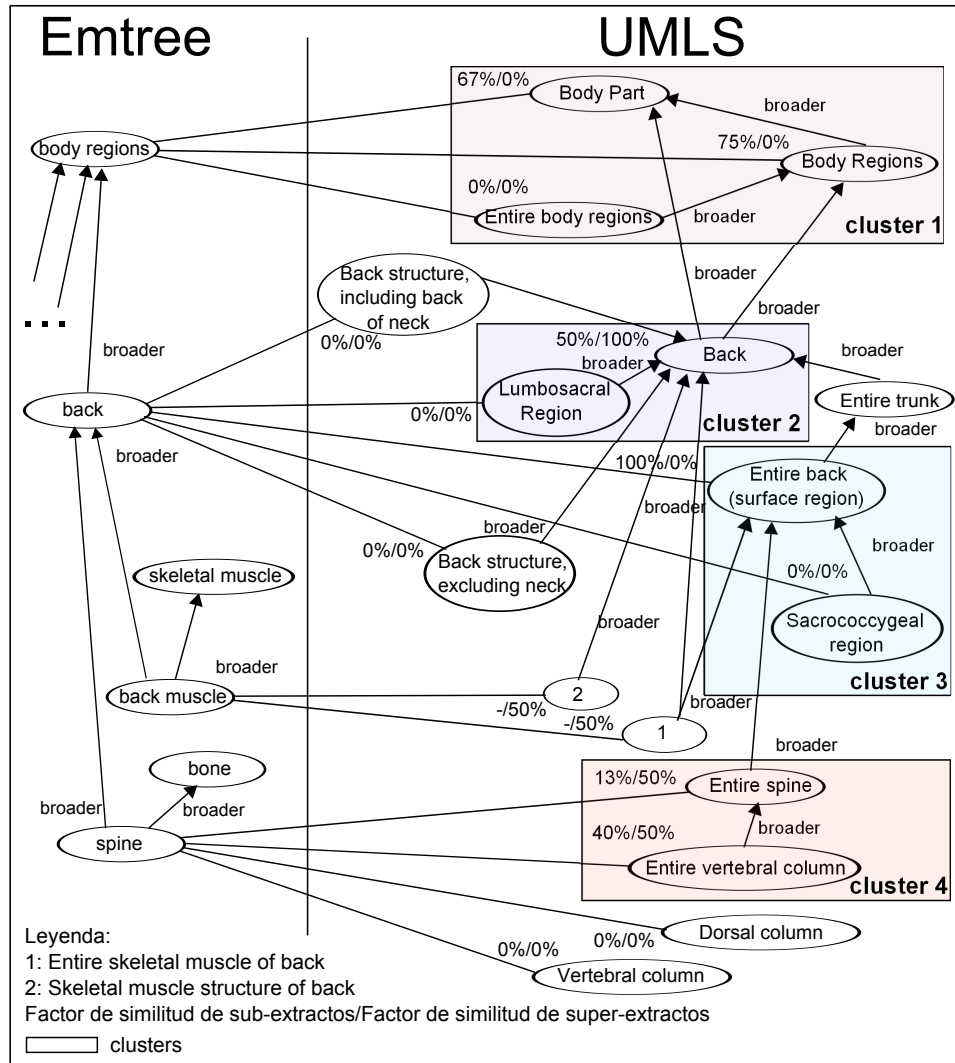 Emtree
UMLS
67%/0%
Body Part
broader
body regions
75%/0%
Body Regions
0%/0%
Entire body regions
broader
cluster 1
Back structure,
including back
of neck
broader
broader
0%/0%
50%/100%
broader
Back
broader
...
broader
back
0%/0%
Lumbosacral
Region
cluster 2
Entire trunk
broader
broader
100%/0%
Entire back
(surface region)
broader
0%/0%
broader
Back structure,
excluding neck
broader
0%/0%
skeletal muscle
Sacrococcygeal
region
broader
broader
back muscle
2
-/50%
-/50%
1
broader
cluster 3
bone
broader
broader
broader
13%/50%
Entire spine
spine
40%/50%
broader
Entire vertebral column
cluster 4
Dorsal column
0%/0%
0%/0%
Vertebral column
Leyenda:
1: Entire skeletal muscle of back
2: Skeletal muscle structure of back
Factor de similitud de sub-extractos/Factor de similitud de super-extractos
clusters